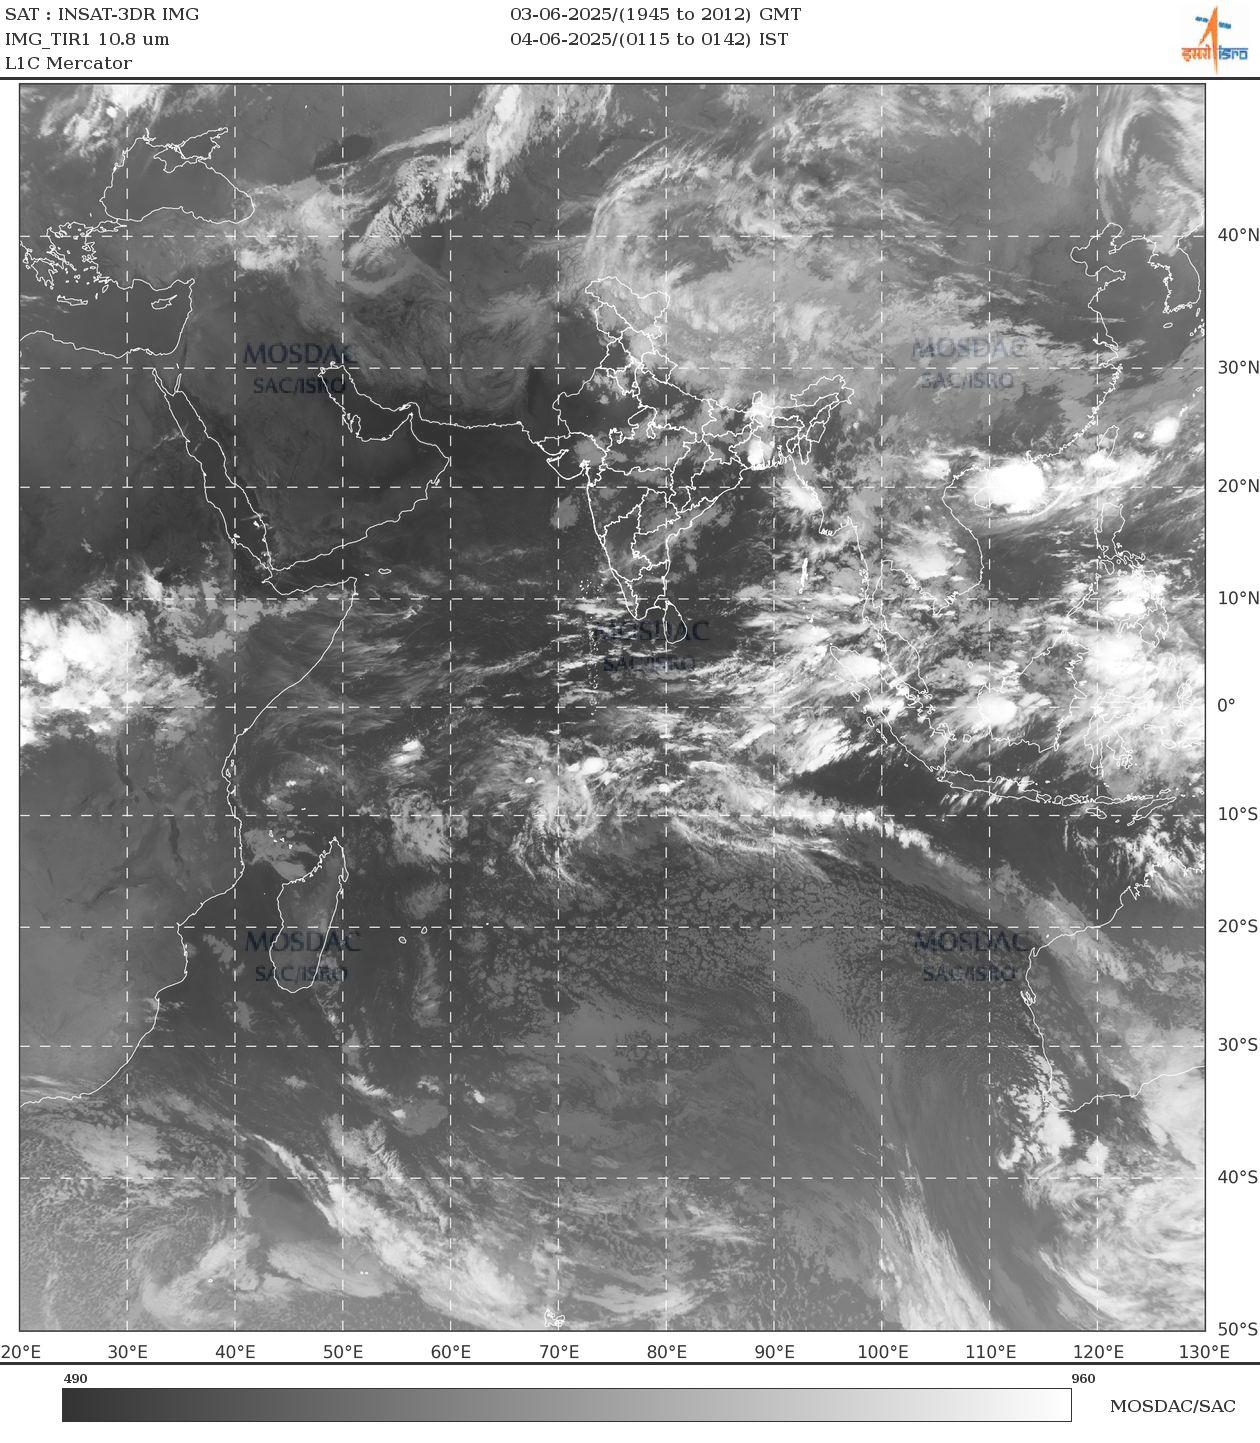 SAT : INSAT-3DR IMG
IMG_TIR1 10.8 um
L1C Mercator
03-06-2025/(1945 to 2012) GMT
04-06-2025/(0115 to 0142) IST
इसरो isro
40°N
30°N
20°N
10°N
0°
10°S
20°S
30°S
40°S
50°S
MOSDAC
SAC/ISRO
MOSDAC
SAC/ISRO
MOSDAC
SAC/ISRO
MOSDAC
SAC/ISRO
MOSDAC
SAC/ISRO
20°E 30°E 40°E 50°E 60°E 70°E 80°E 90°E 100°E 110°E 120°E 130°E
490 960
MOSDAC/SAC